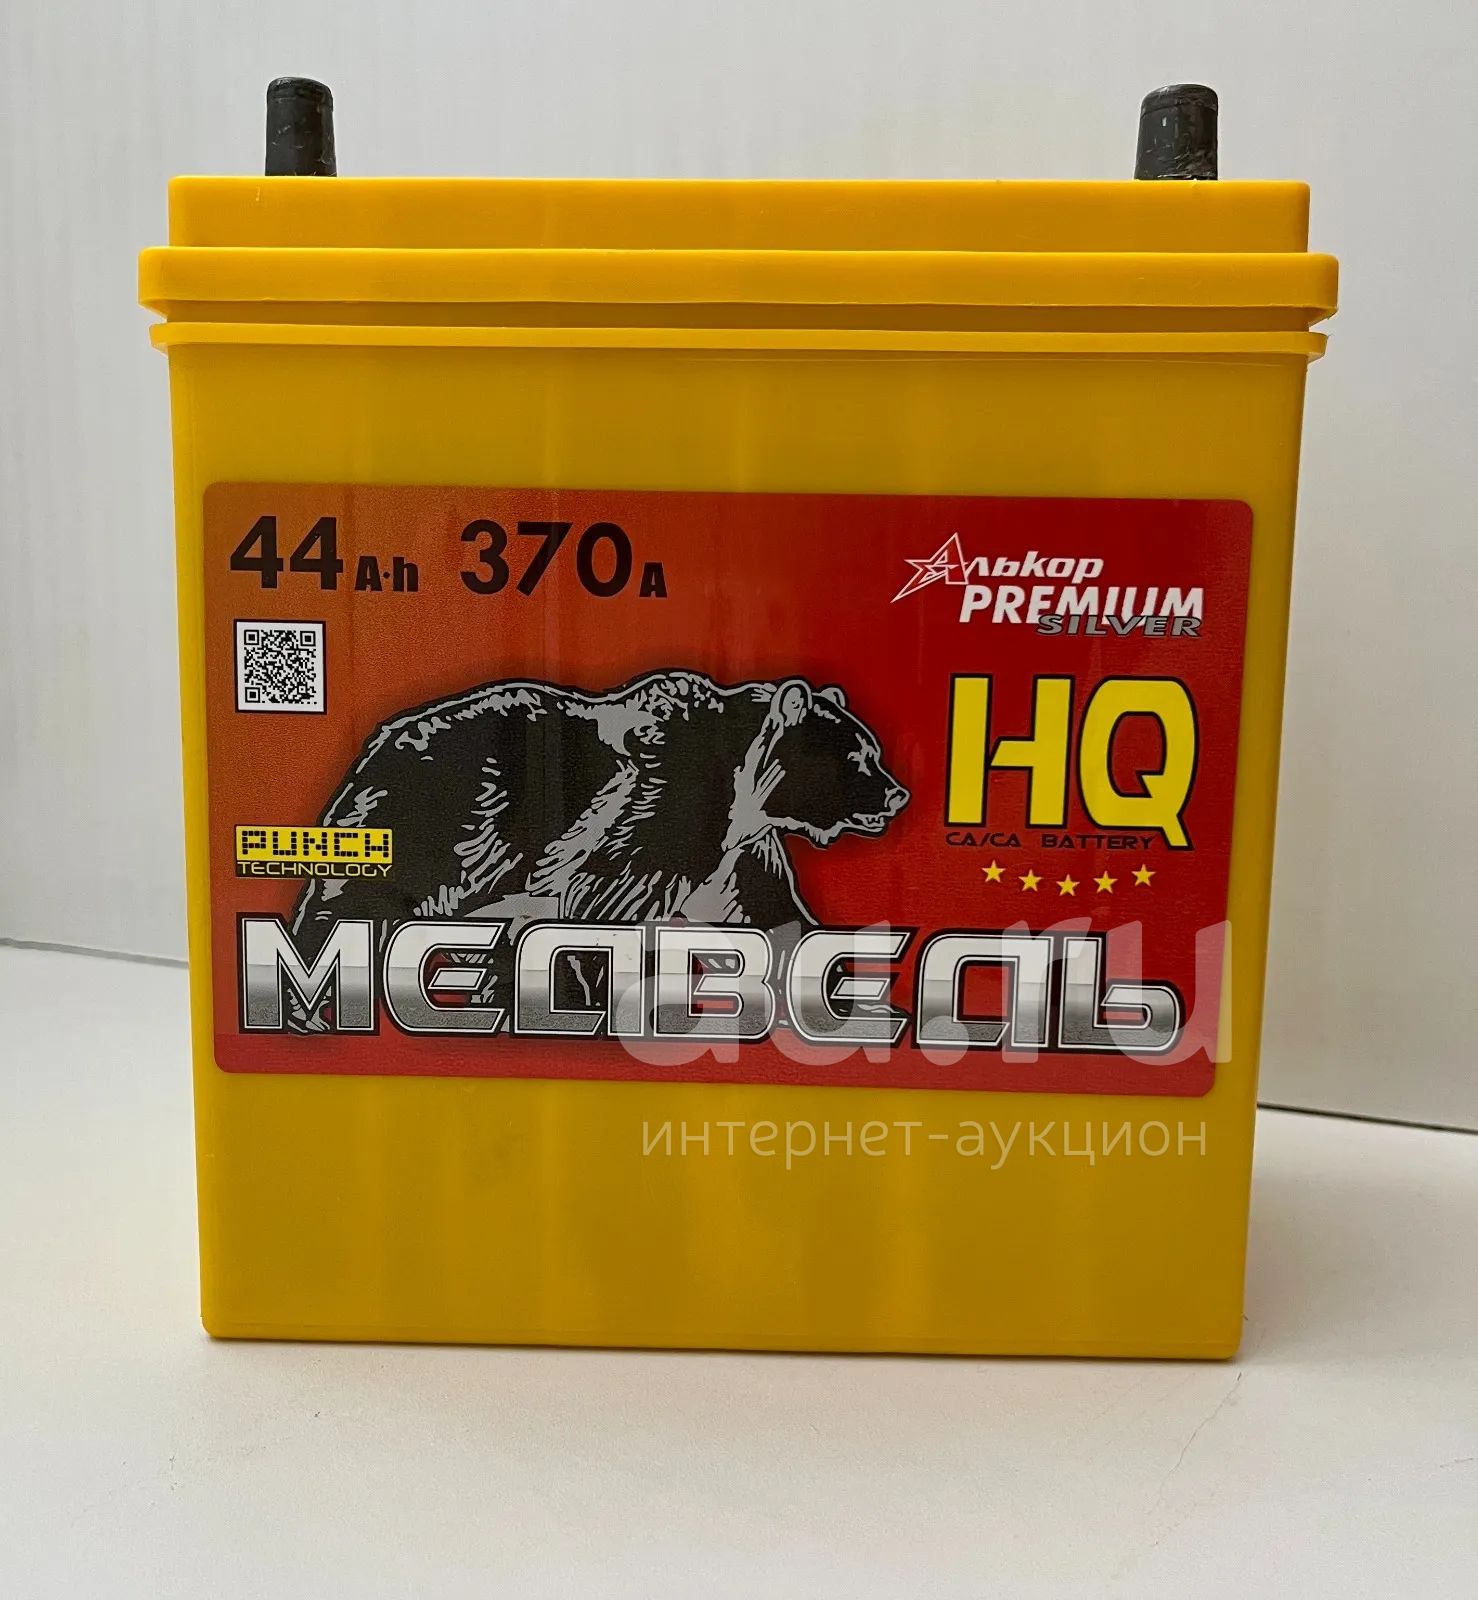 44 A·h 370 A
Алькор
PREMIUM
SILVER
HQ
CA/CA BATTERY
PUNCH
TECHNOLOGY
МЕДВЕДЬ
au.ru
интернет-аукцион